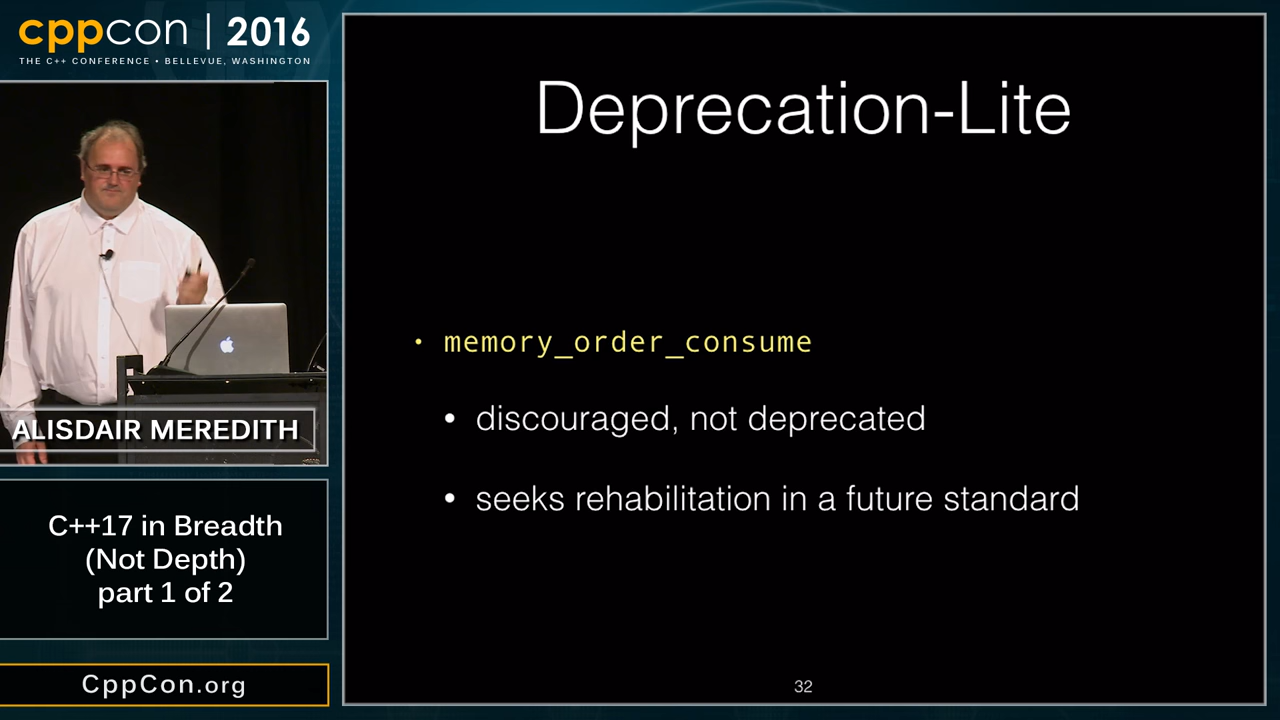 cppcon | 2016
THE C++ CONFERENCE • BELLEVUE, WASHINGTON
ALISDAIR MEREDITH
C++17 in Breadth
(Not Depth)
part 1 of 2
CppCon.org
Deprecation-Lite
• memory_order_consume
• discouraged, not deprecated
• seeks rehabilitation in a future standard
32